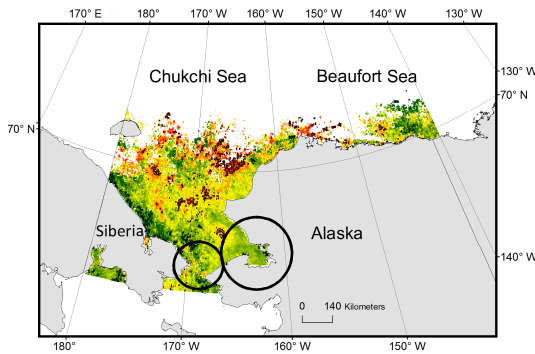 170° E 180° 170° W 160° W 150° W 140° W 130° W
Chukchi Sea Beaufort Sea
130° W
70° N
70° N
Siberia
Alaska
140° W
0 140 Kilometers
180° 170° W 160° W 150° W